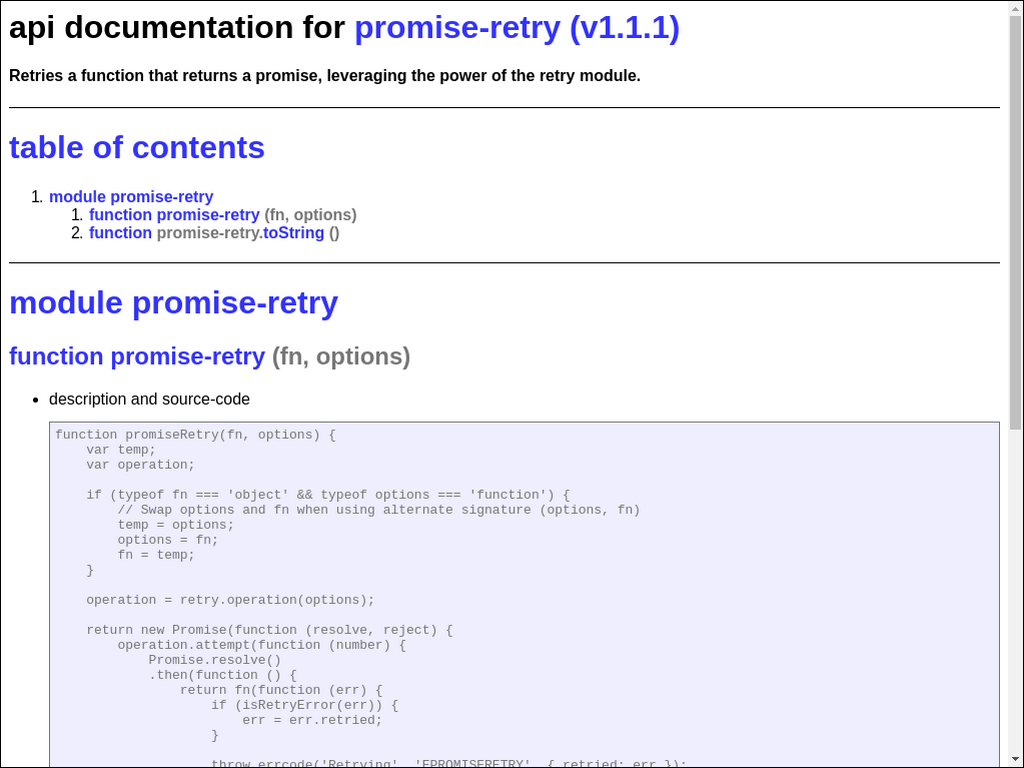 api documentation for promise-retry (v1.1.1)
Retries a function that returns a promise, leveraging the power of the retry module.
table of contents
1. module promise-retry
1. function promise-retry (fn, options)
2. function promise-retry.toString ()
module promise-retry
function promise-retry (fn, options)
• description and source-code
function promiseRetry(fn, options) {
    var temp;
    var operation;

    if (typeof fn === 'object' && typeof options === 'function') {
        // Swap options and fn when using alternate signature (options, fn)
        temp = options;
        options = fn;
        fn = temp;
    }

    operation = retry.operation(options);

    return new Promise(function (resolve, reject) {
        operation.attempt(function (number) {
            Promise.resolve()
            .then(function () {
                return fn(function (err) {
                    if (isRetryError(err)) {
                        err = err.retried;
                    }

                    throw errcode('Retrying', 'EPROMISERETRY', { retried: err });